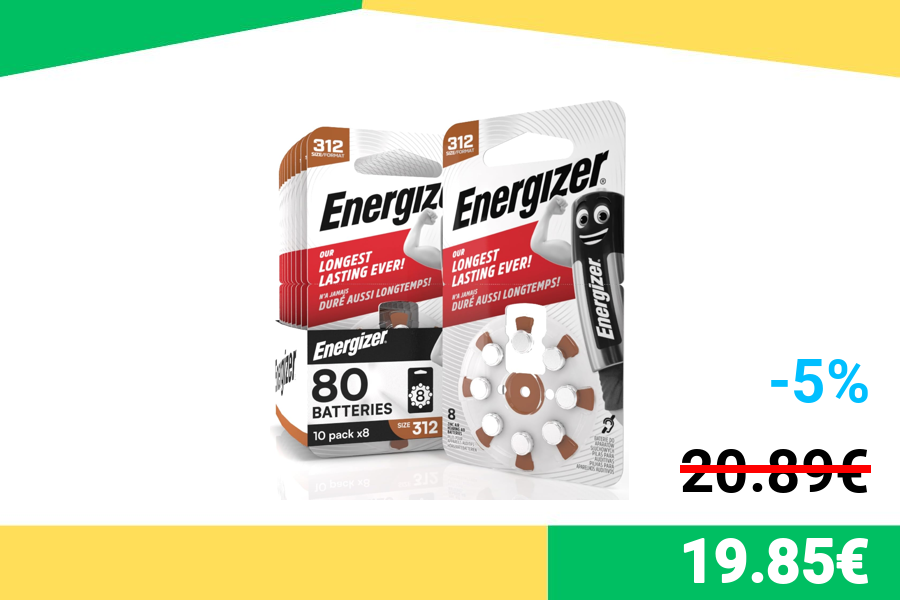 312
SIZE/FORMAT
Energiz
OUR
LONGEST
LASTING EVER!
N'A JAMAIS
DURÉ AUSSI LONGTEMPS!
Energizer
80
BATTERIES
10 pack x8
8
SIZE 312
312
SIZE/FORMAT
Energizer®
OUR
LONGEST
LASTING EVER!
N'A JAMAIS
DURÉ AUSSI LONGTEMPS!
Energizer
8
-5%
20.89€
19.85€